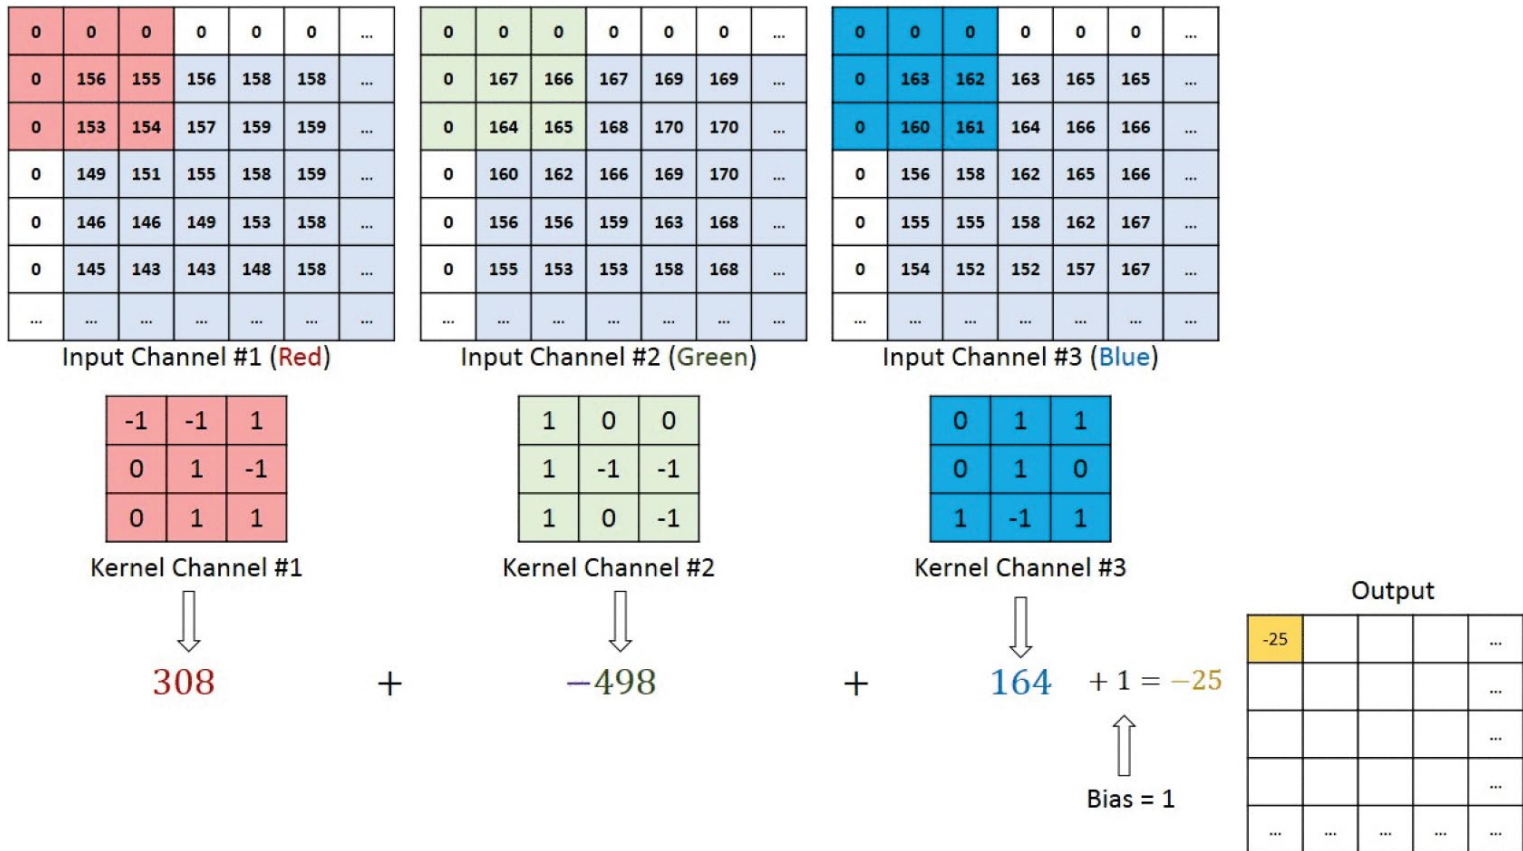 0 0 0 0 0 0 ...
0 156 155 156 158 158 ...
0 153 154 157 159 159 ...
0 149 151 155 158 159 ...
0 146 146 149 153 158 ...
0 145 143 143 148 158 ...
... ... ... ... ... ... ...
Input Channel #1 (Red)
0 0 0 0 0 0 ...
0 167 166 167 169 169 ...
0 164 165 168 170 170 ...
0 160 162 166 169 170 ...
0 156 156 159 163 168 ...
0 155 153 153 158 168 ...
... ... ... ... ... ... ...
Input Channel #2 (Green)
0 0 0 0 0 0 ...
0 163 162 163 165 165 ...
0 160 161 164 166 166 ...
0 156 158 162 165 166 ...
0 155 155 158 162 167 ...
0 154 152 152 157 167 ...
... ... ... ... ... ... ...
Input Channel #3 (Blue)
-1 -1 1
0 1 -1
0 1 1
Kernel Channel #1
1 0 0
1 -1 -1
1 0 -1
Kernel Channel #2
0 1 1
0 1 0
1 -1 1
Kernel Channel #3
308 + −498 + 164 + 1 = −25
Bias = 1
Output
-25 ...
...
...
...
... ... ... ... ...